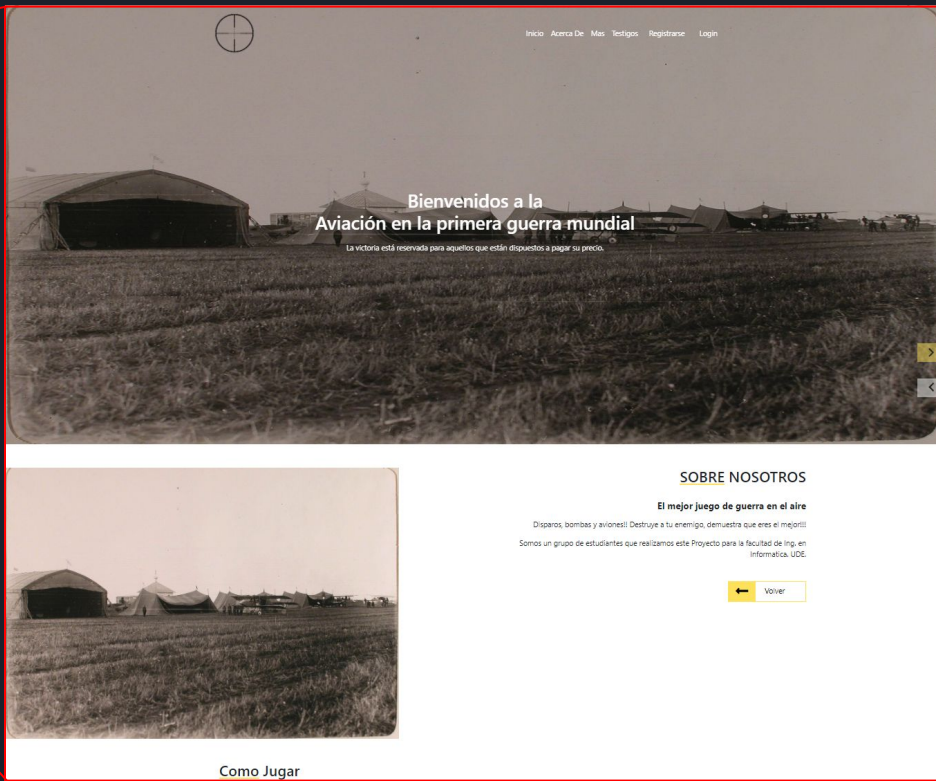 Inicio Acerca De Mas Testigos Registrarse Login
Bienvenidos a la
Aviación en la primera guerra mundial
La victoria está reservada para aquellos que están dispuestos a pagar su precio.
SOBRE NOSOTROS
El mejor juego de guerra en el aire
Disparos, bombas y aviones!! Destruye a tu enemigo, demuestra que eres el mejor!!!
Somos un grupo de estudiantes que realizamos este Proyecto para la facultad de Ing. en
Informatica. UDE.
Volver
Como Jugar